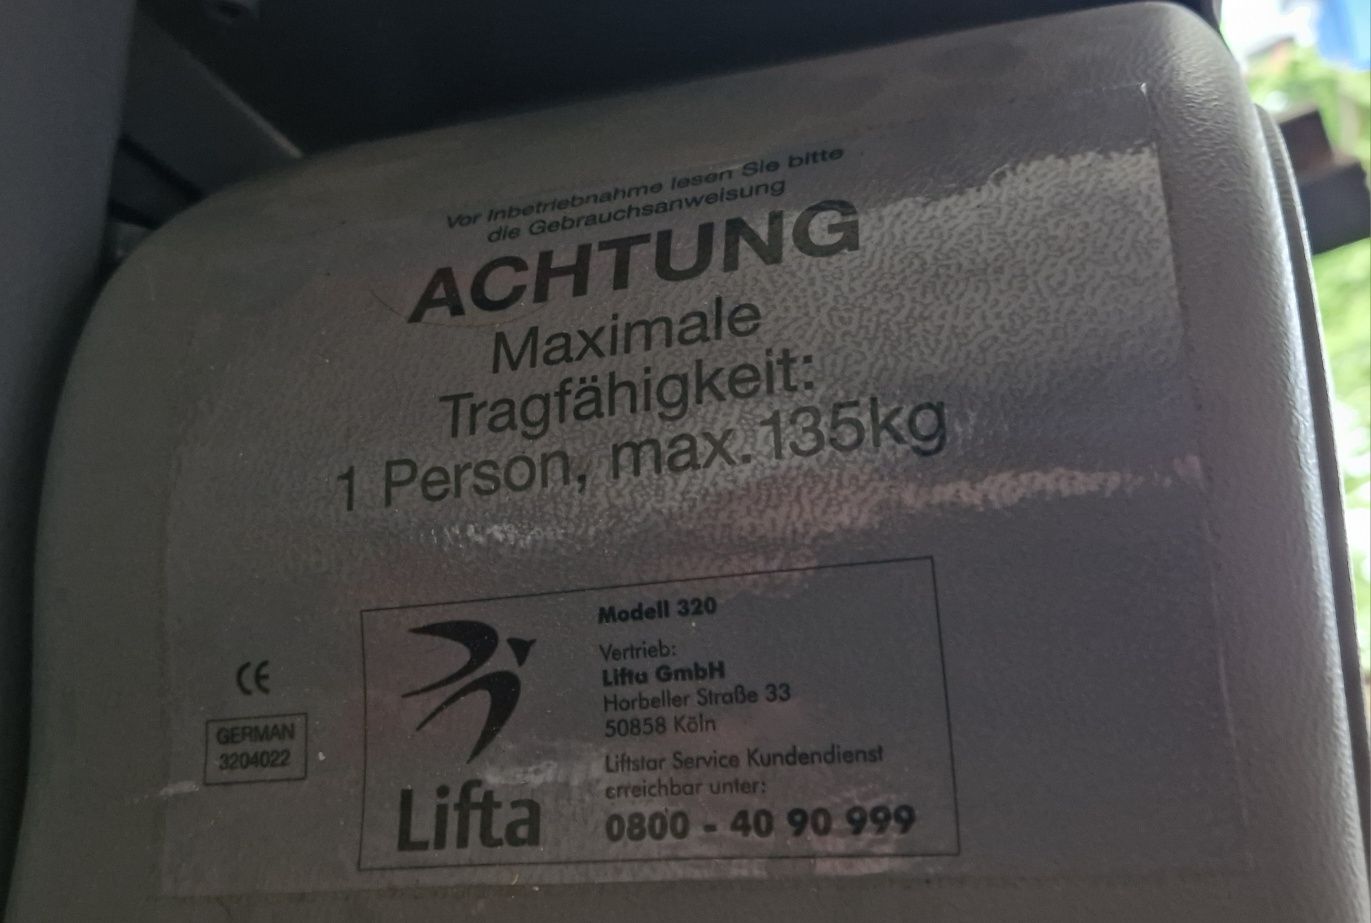 Vor Inbetriebnahme lesen Sie bitte
die Gebrauchsanweisung
ACHTUNG
Maximale
Tragfähigkeit:
1 Person, max. 135kg
CE
GERMAN
3204022
Lifta
Modell 320
Vertrieb:
Lifta GmbH
Horbeller Straße 33
50858 Köln
Liftstar Service Kundendienst
erreichbar unter:
0800 - 40 90 999